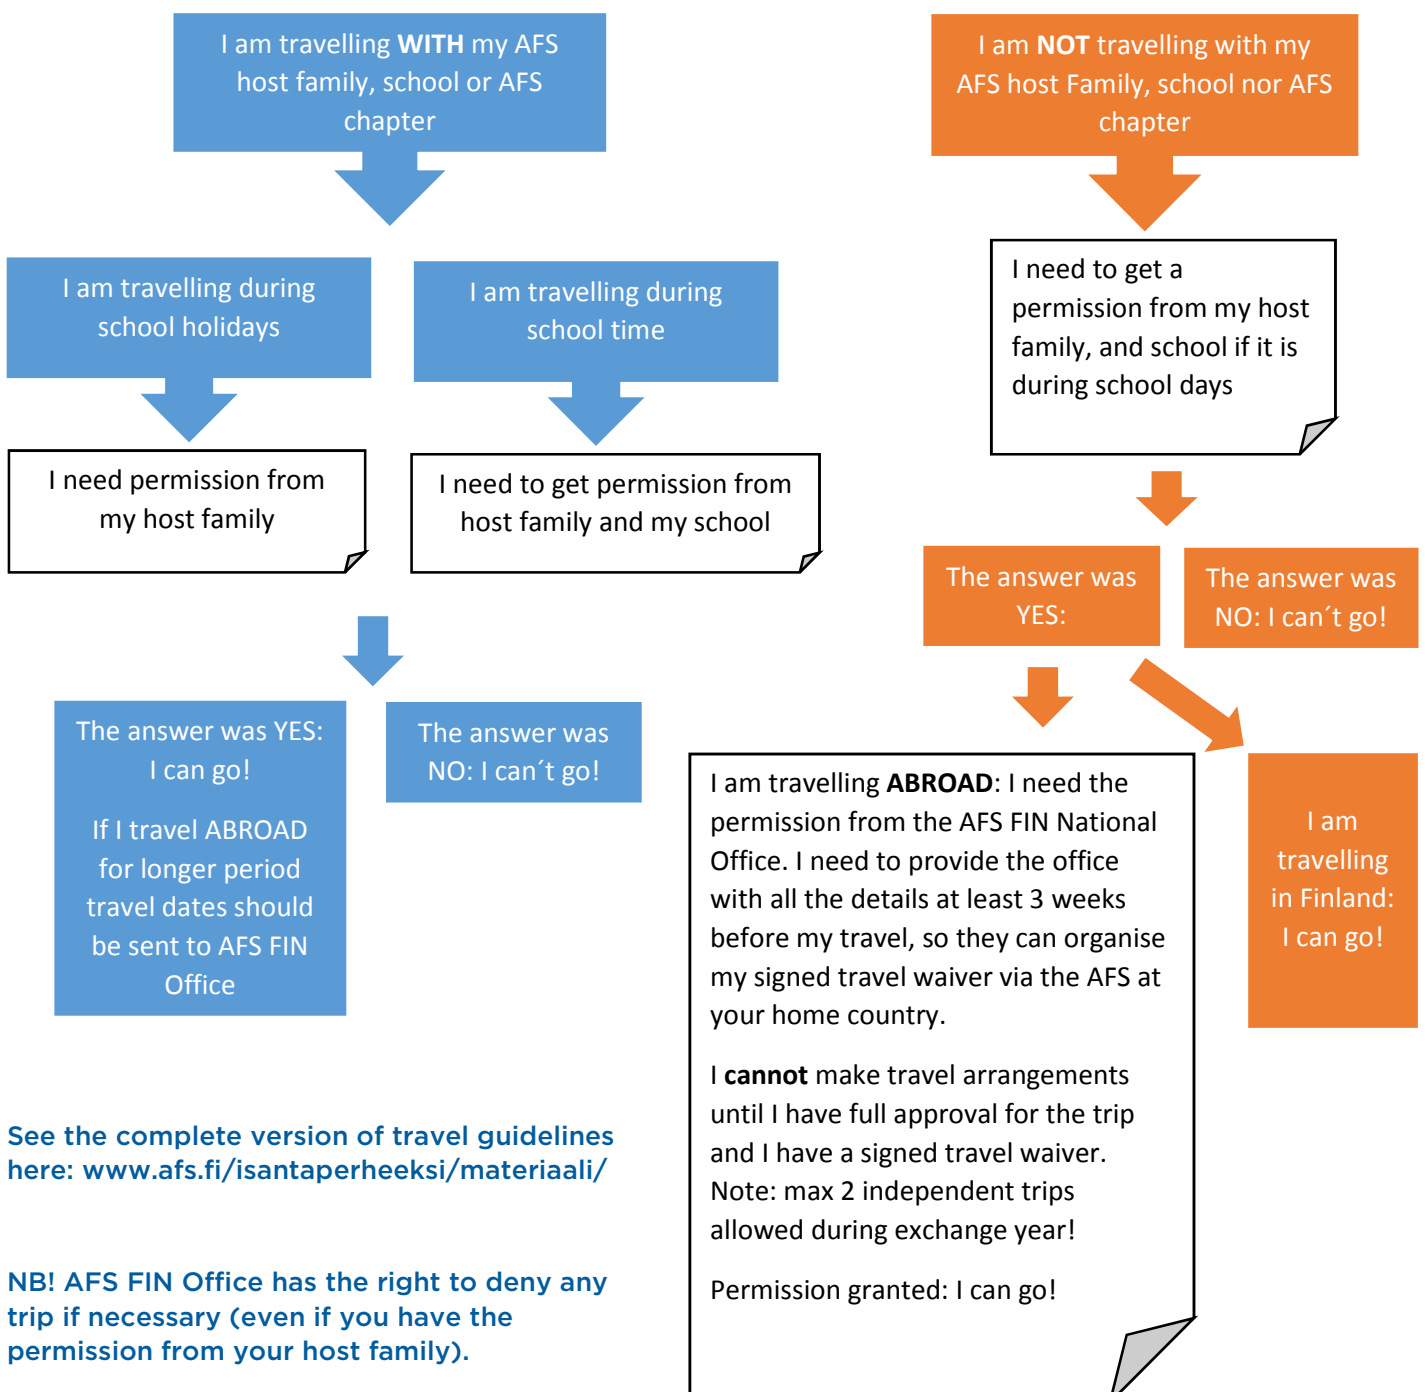 I am travelling WITH my AFS
host family, school or AFS
chapter
I am travelling during
school holidays
I am travelling during
school time
I need permission from
my host family
I need to get permission from
host family and my school
The answer was YES:
I can go!
If I travel ABROAD
for longer period
travel dates should
be sent to AFS FIN
Office
The answer was
NO: I can´t go!
I am NOT travelling with my
AFS host Family, school nor AFS
chapter
I need to get a
permission from my host
family, and school if it is
during school days
The answer was
YES:
The answer was
NO: I can´t go!
I am travelling ABROAD: I need the
permission from the AFS FIN National
Office. I need to provide the office
with all the details at least 3 weeks
before my travel, so they can organise
my signed travel waiver via the AFS at
your home country.
I cannot make travel arrangements
until I have full approval for the trip
and I have a signed travel waiver.
Note: max 2 independent trips
allowed during exchange year!
Permission granted: I can go!
I am
travelling
in Finland:
I can go!
See the complete version of travel guidelines
here: www.afs.fi/isantaperheeksi/materiaali/
NB! AFS FIN Office has the right to deny any
trip if necessary (even if you have the
permission from your host family).